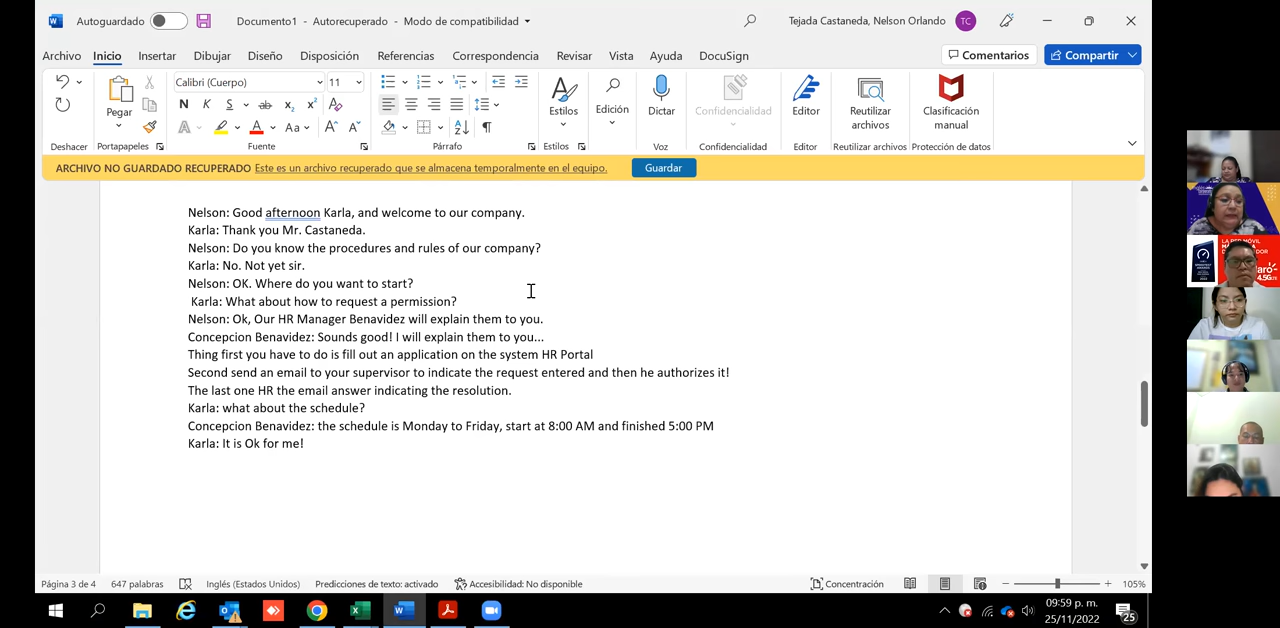 Autoguardado
Documento1 - Autorecuperado - Modo de compatibilidad
Tejada Castaneda, Nelson Orlando
TC
Archivo Inicio Insertar Dibujar Diseño Disposición Referencias Correspondencia Revisar Vista Ayuda DocuSign
Comentarios
Compartir
Calibri (Cuerpo) 11
Pegar
N K S ab x₂ x²
Aa
Estilos
Edición
Dictar
Confidencialidad
Editor
Reutilizar archivos
Clasificación manual
Deshacer Portapapeles Fuente Párrafo Estilos Voz Confidencialidad Editor Reutilizar archivos Protección de datos
ARCHIVO NO GUARDADO RECUPERADO Este es un archivo recuperado que se almacena temporalmente en el equipo. Guardar
Nelson: Good afternoon Karla, and welcome to our company.
Karla: Thank you Mr. Castaneda.
Nelson: Do you know the procedures and rules of our company?
Karla: No. Not yet sir.
Nelson: OK. Where do you want to start?
Karla: What about how to request a permission?
Nelson: Ok, Our HR Manager Benavidez will explain them to you.
Concepcion Benavidez: Sounds good! I will explain them to you...
Thing first you have to do is fill out an application on the system HR Portal
Second send an email to your supervisor to indicate the request entered and then he authorizes it!
The last one HR the email answer indicating the resolution.
Karla: what about the schedule?
Concepcion Benavidez: the schedule is Monday to Friday, start at 8:00 AM and finished 5:00 PM
Karla: It is Ok for me!
Página 3 de 4 647 palabras Inglés (Estados Unidos) Predicciones de texto: activado Accesibilidad: No disponible Concentración 105%
09:59 p. m.
25/11/2022
25